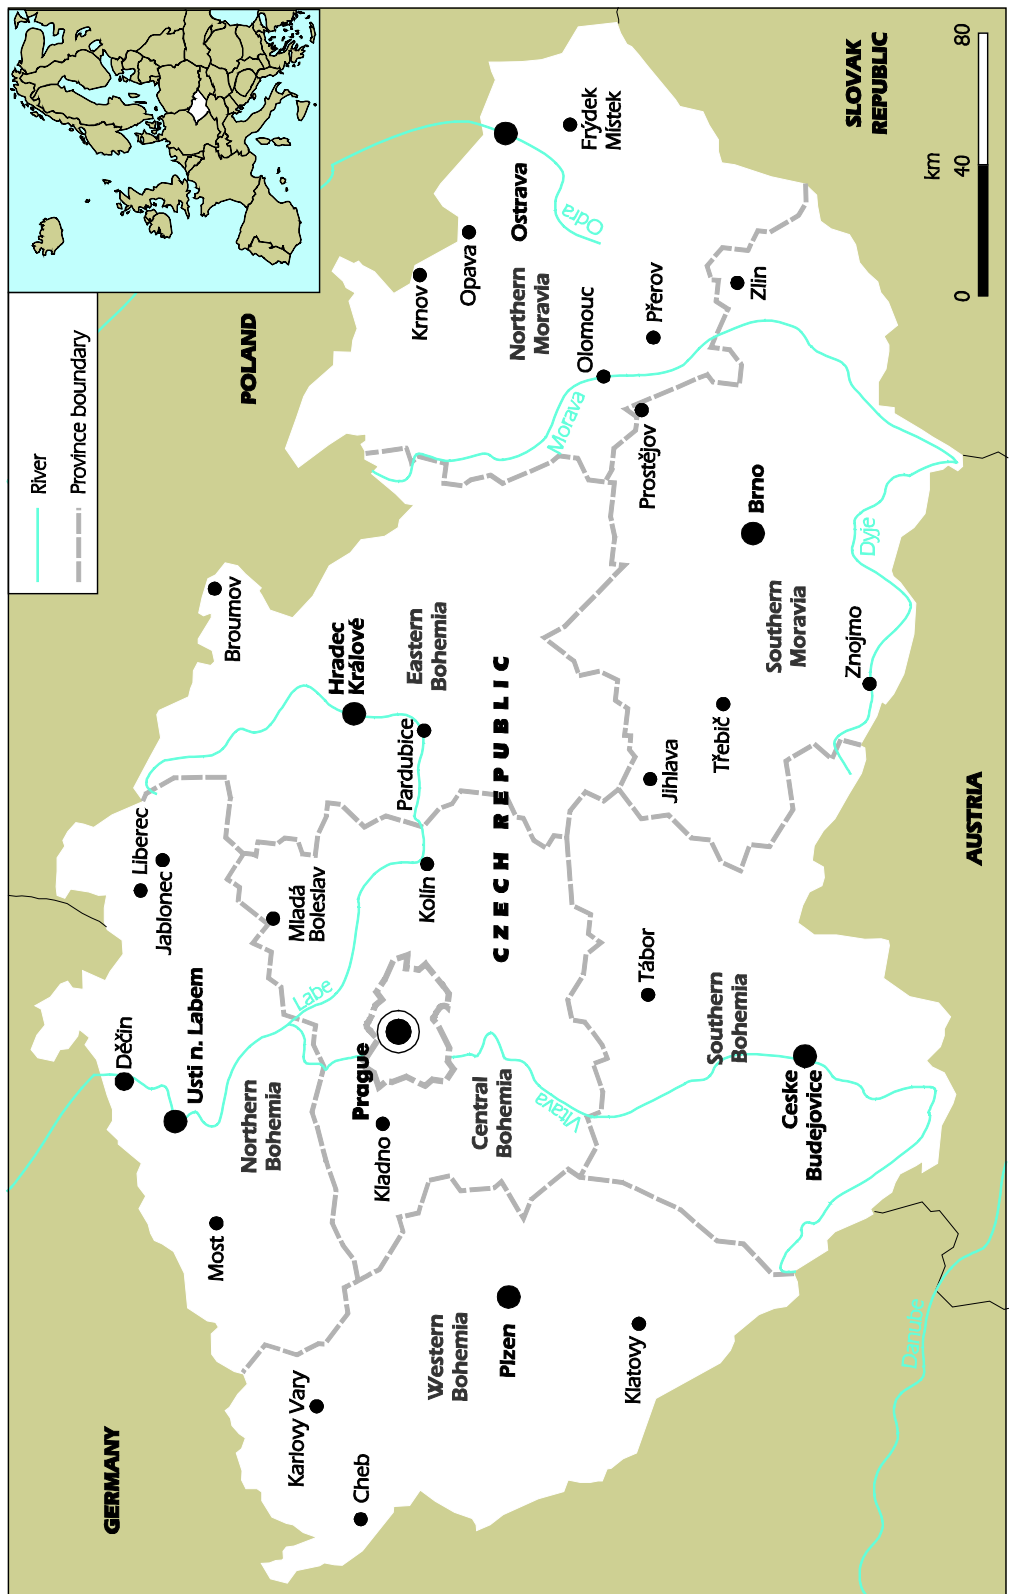 River
Province boundary
GERMANY
POLAND
SLOVAK
REPUBLIC
AUSTRIA
CZECH REPUBLIC
km
0
40
80
Děčín
Usti n. Labem
Most
Liberec
Jablonec
Northern
Bohemia
Mladá
Boleslav
Labe
Broumov
Hradec
Králové
Eastern
Bohemia
Pardubice
Kolín
Prague
Kladno
Central
Bohemia
Vltava
Karlovy Vary
Cheb
Western
Bohemia
Plzen
Klatovy
Tábor
Southern
Bohemia
Ceske
Budejovice
Danube
Jihlava
Třebič
Znojmo
Southern
Moravia
Brno
Dyje
Prostějov
Morava
Olomouc
Přerov
Zlin
Northern
Moravia
Krnov
Opava
Ostrava
Odra
Frýdek
Místek